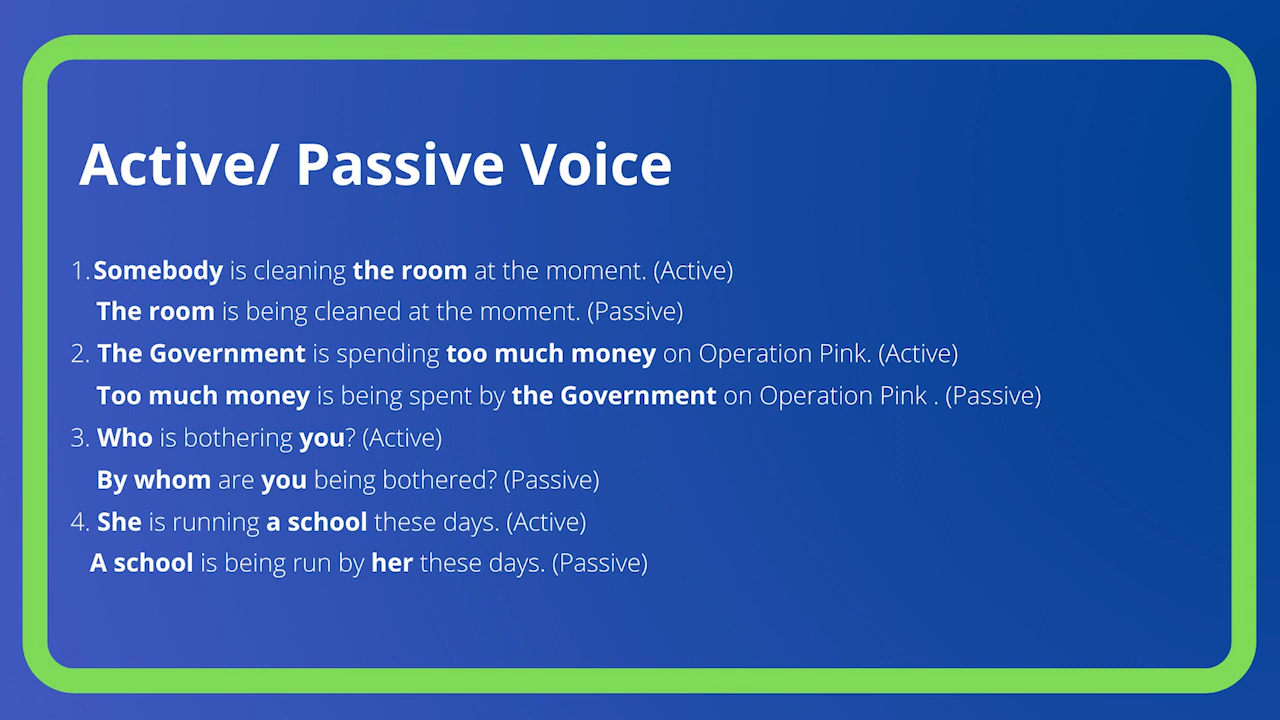 Active/ Passive Voice
1. Somebody is cleaning the room at the moment. (Active)
The room is being cleaned at the moment. (Passive)
2. The Government is spending too much money on Operation Pink. (Active)
Too much money is being spent by the Government on Operation Pink . (Passive)
3. Who is bothering you? (Active)
By whom are you being bothered? (Passive)
4. She is running a school these days. (Active)
A school is being run by her these days. (Passive)